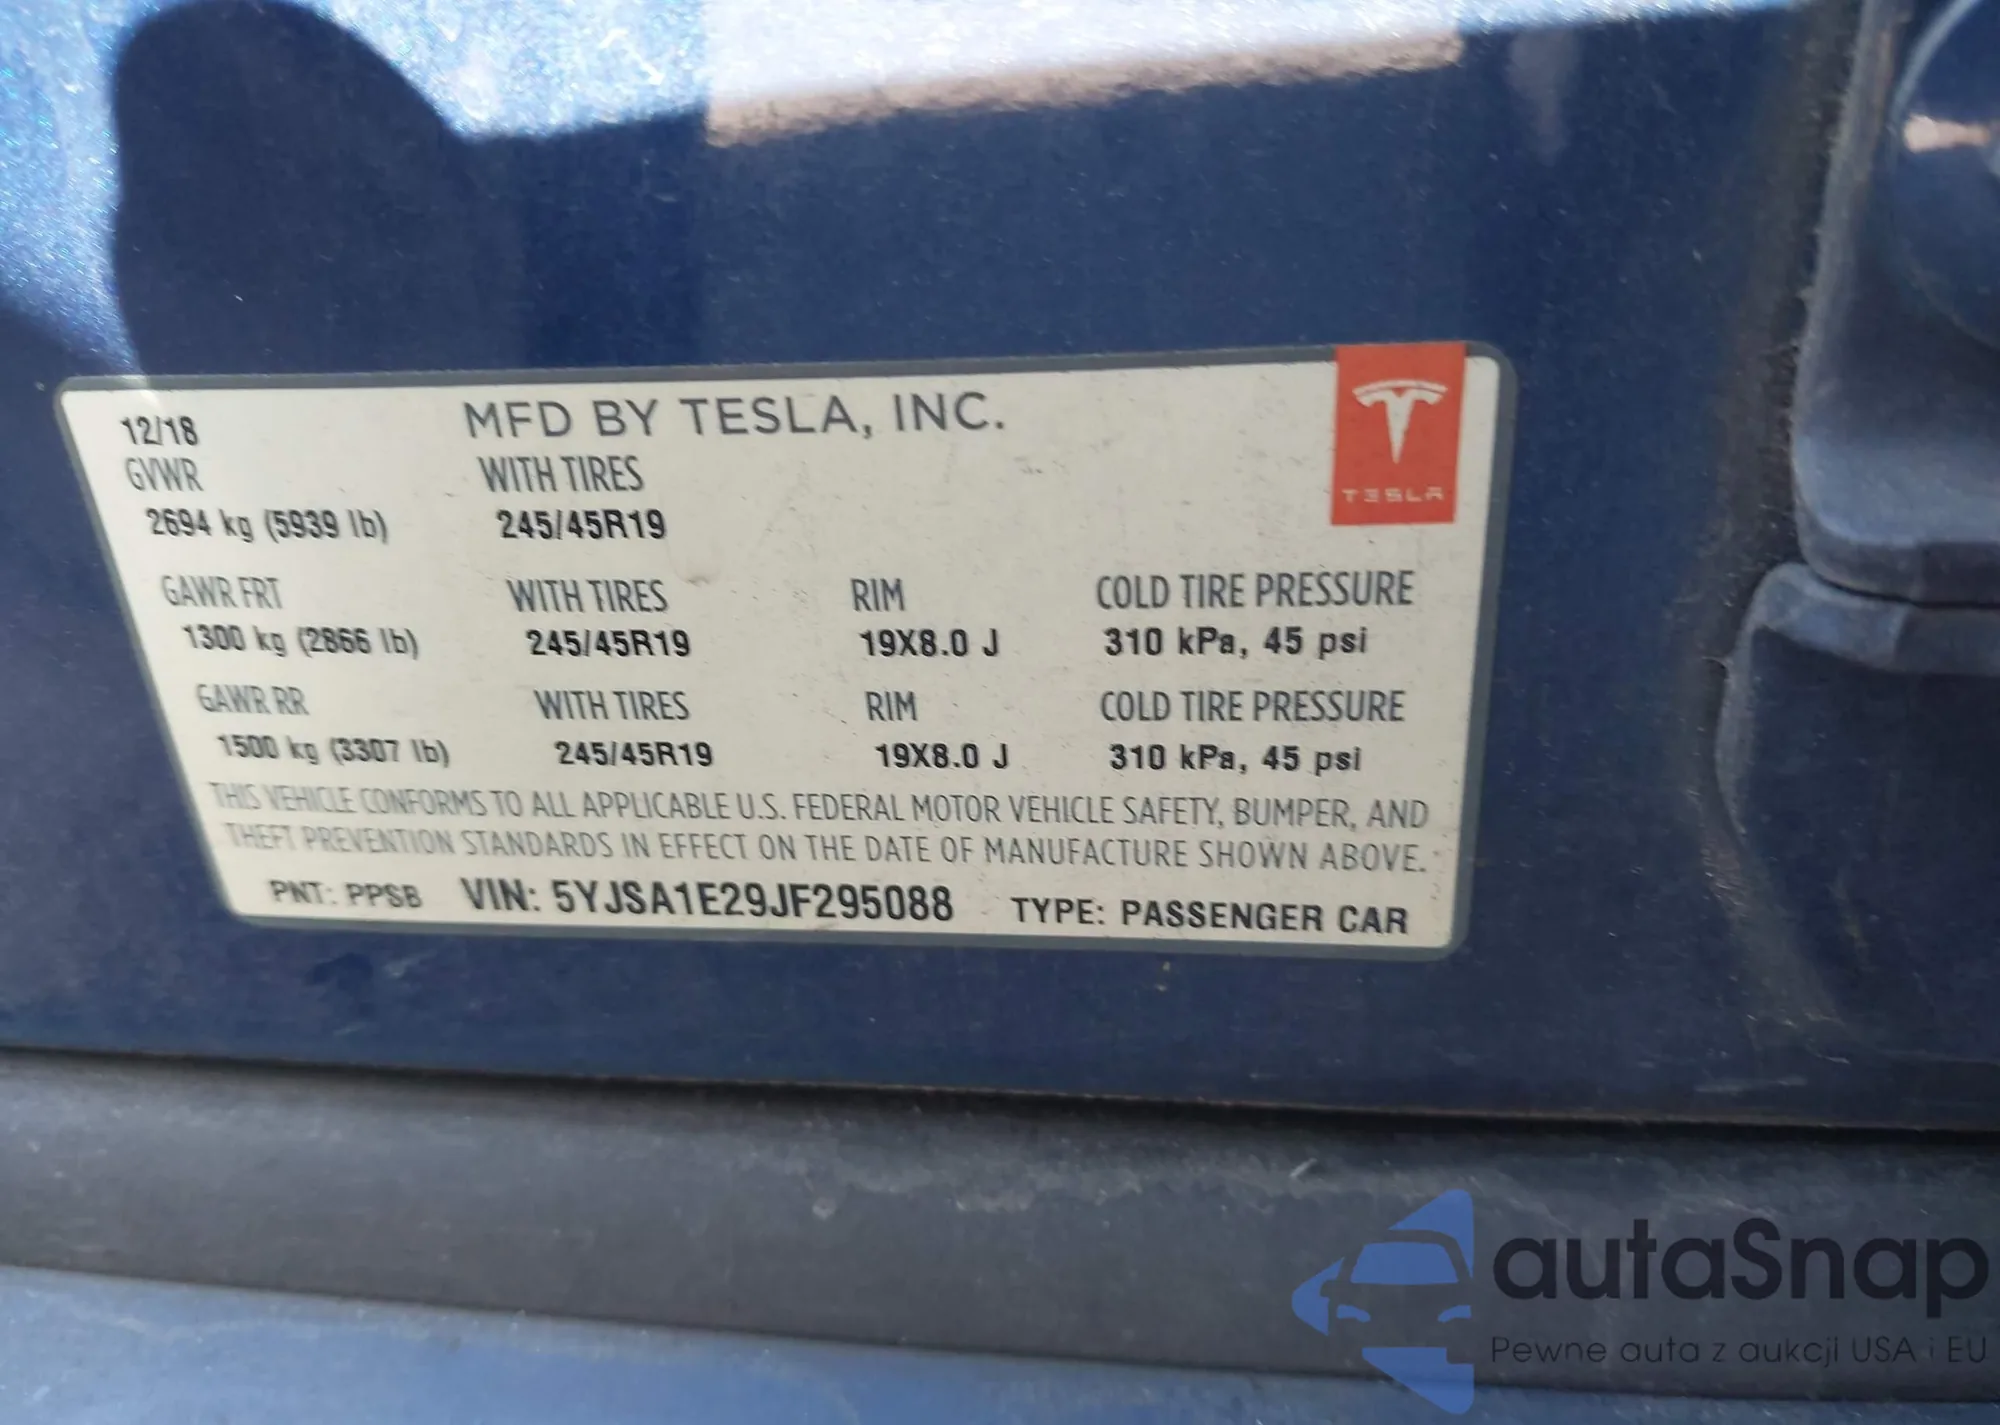 12/18 MFD BY TESLA, INC.
GVWR WITH TIRES
2694 kg (5939 lb) 245/45R19
TESLA
GAWR FRT WITH TIRES RIM COLD TIRE PRESSURE
1300 kg (2866 lb) 245/45R19 19X8.0 J 310 kPa, 45 psi
GAWR RR WITH TIRES RIM COLD TIRE PRESSURE
1500 kg (3307 lb) 245/45R19 19X8.0 J 310 kPa, 45 psi
THIS VEHICLE CONFORMS TO ALL APPLICABLE U.S. FEDERAL MOTOR VEHICLE SAFETY, BUMPER, AND
THEFT PREVENTION STANDARDS IN EFFECT ON THE DATE OF MANUFACTURE SHOWN ABOVE.
PNT: PPSB VIN: 5YJSA1E29JF295088 TYPE: PASSENGER CAR
autaSnap
Pewne auta z aukcji USA i EU